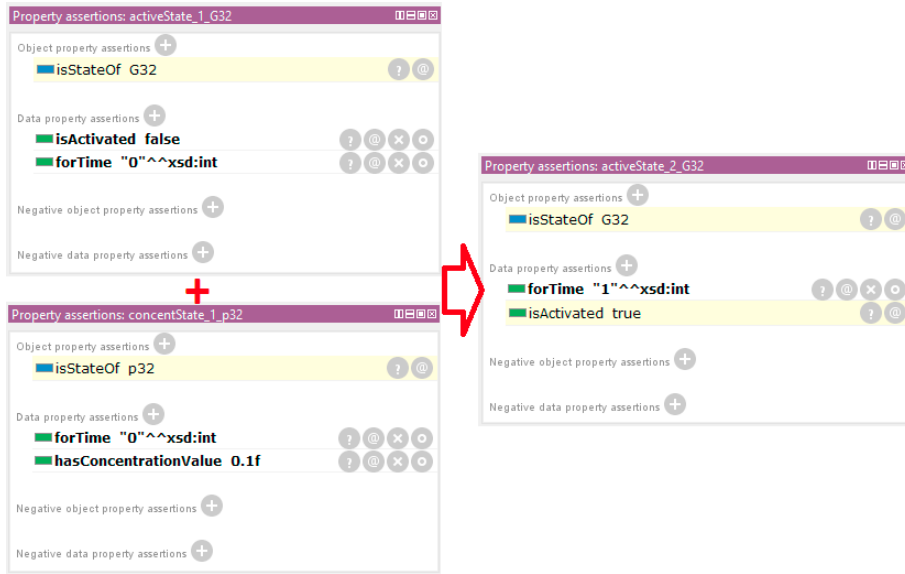 Property assertions: activeState_1_G32
Object property assertions
isStateOf G32
Data property assertions
isActivated false
forTime "0"^^xsd:int
Negative object property assertions
Negative data property assertions
+
Property assertions: concentState_1_p32
Object property assertions
isStateOf p32
Data property assertions
forTime "0"^^xsd:int
hasConcentrationValue 0.1f
Negative object property assertions
Negative data property assertions
Property assertions: activeState_2_G32
Object property assertions
isStateOf G32
Data property assertions
forTime "1"^^xsd:int
isActivated true
Negative object property assertions
Negative data property assertions